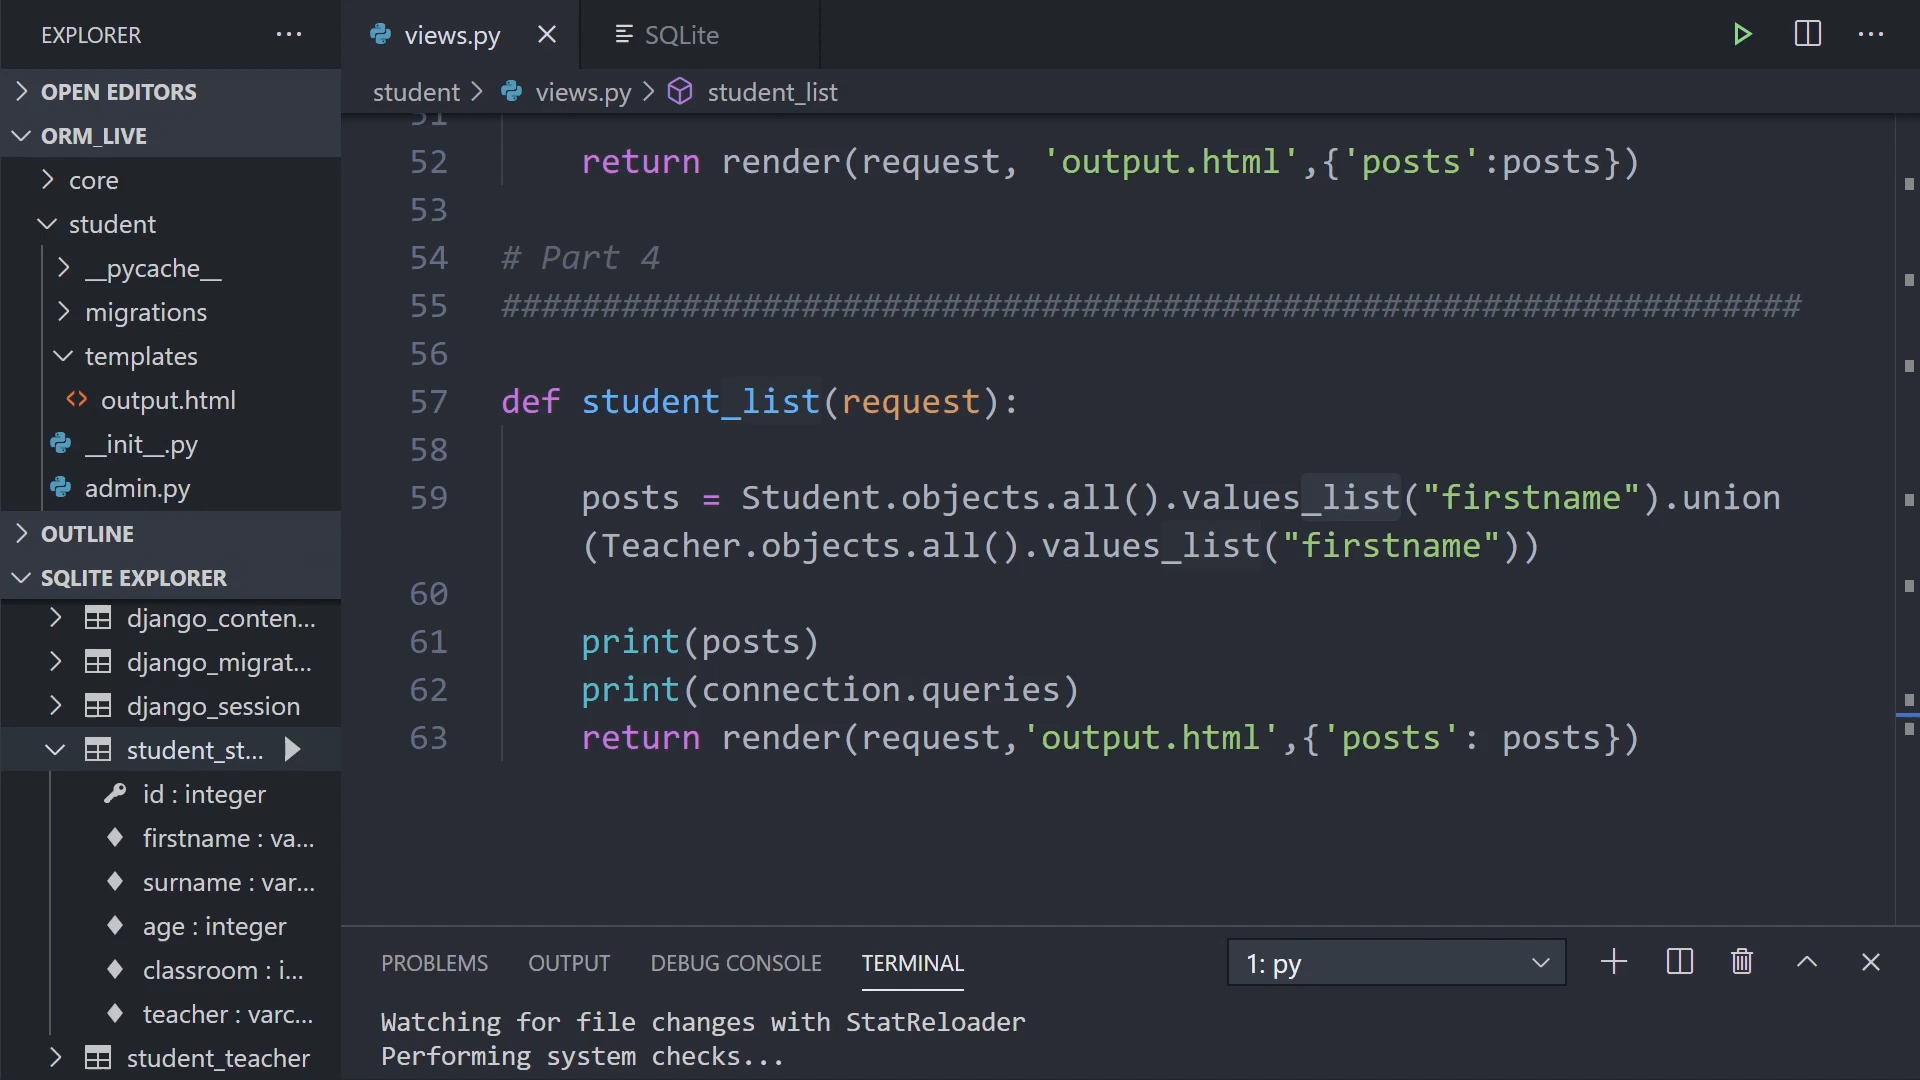 EXPLORER
OPEN EDITORS
ORM_LIVE
core
student
__pycache__
migrations
templates
output.html
__init__.py
admin.py
OUTLINE
SQLITE EXPLORER
django_conten...
django_migrat...
django_session
student_st...
id : integer
firstname : va...
surname : var...
age : integer
classroom : i...
teacher : varc...
student_teacher
views.py
SQLite
student > views.py > student_list
51
52 return render(request, 'output.html',{'posts':posts})
53
54 # Part 4
55 #################################################################
56
57 def student_list(request):
58
59 posts = Student.objects.all().values_list("firstname").union
(Teacher.objects.all().values_list("firstname"))
60
61 print(posts)
62 print(connection.queries)
63 return render(request,'output.html',{'posts': posts})
PROBLEMS OUTPUT DEBUG CONSOLE TERMINAL 1: py
Watching for file changes with StatReloader
Performing system checks...